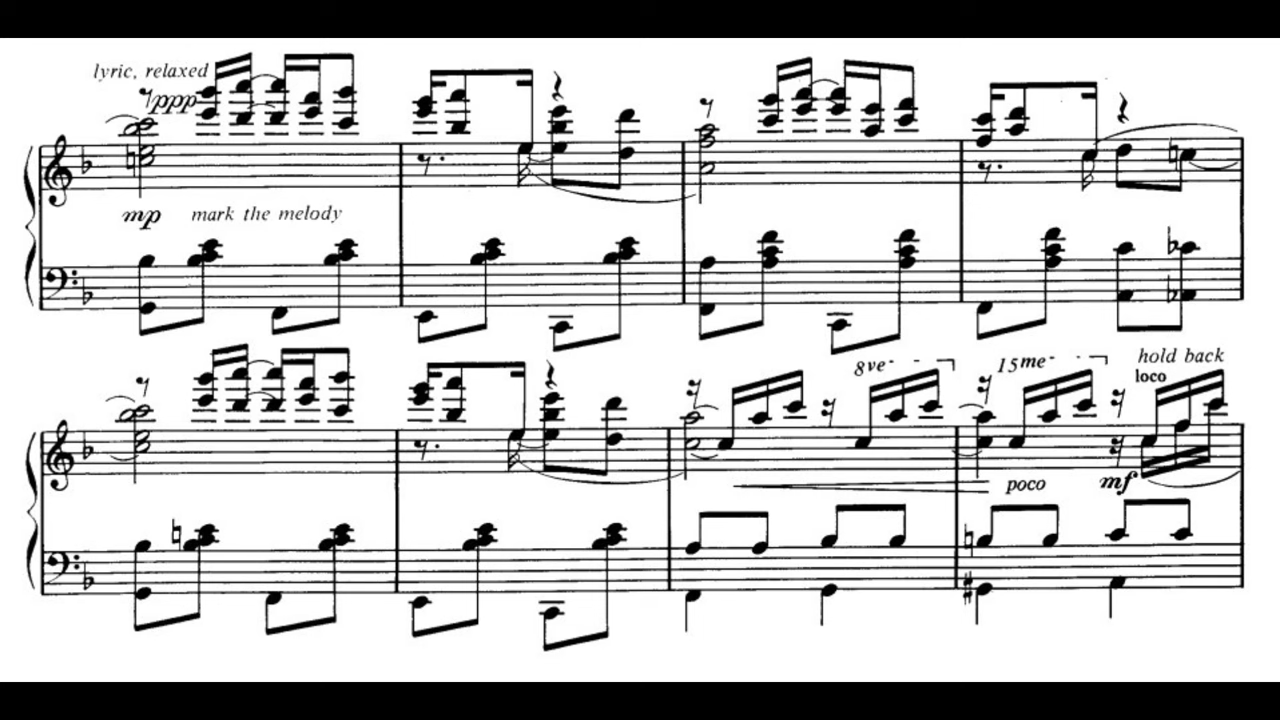 lyric, relaxed
ppp
mp mark the melody
8ve
15me
hold back
loco
poco mf